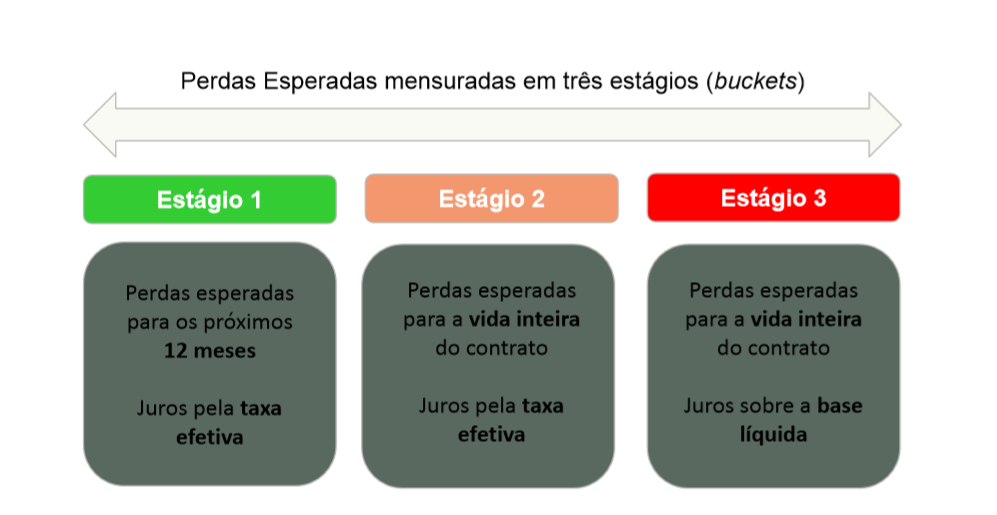 Perdas Esperadas mensuradas em três estágios (buckets)
Estágio 1
Estágio 2
Estágio 3
Perdas esperadas
para os próximos
12 meses
Juros pela taxa
efetiva
Perdas esperadas
para a vida inteira
do contrato
Juros pela taxa
efetiva
Perdas esperadas
para a vida inteira
do contrato
Juros sobre a base
líquida